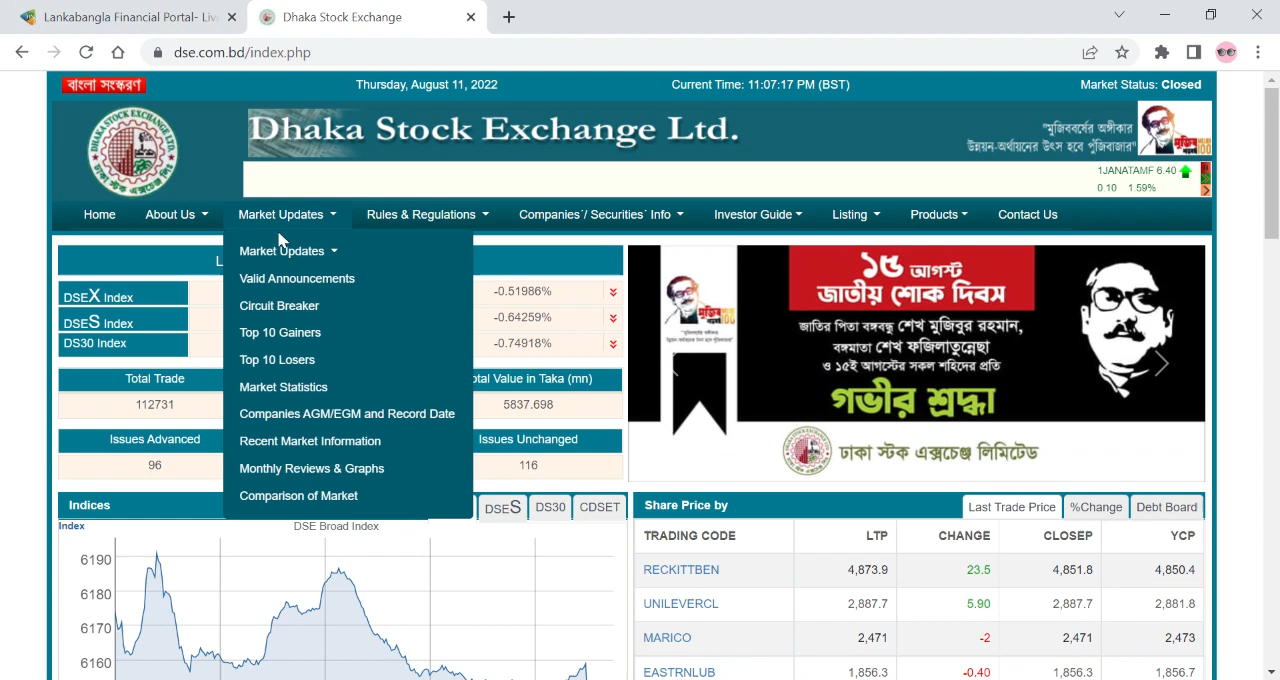 Lankabangla Financial Portal- Liv
Dhaka Stock Exchange
dse.com.bd/index.php
বাংলা সংস্করণ
Thursday, August 11, 2022
Current Time: 11:07:17 PM (BST)
Market Status: Closed
Dhaka Stock Exchange Ltd.
"মুজিববর্ষের অঙ্গীকার
উন্নয়ন-অর্থায়নের উৎস হবে পুঁজিবাজার"
1JANATAMF 6.40
0.10 1.59%
Home About Us Market Updates Rules & Regulations Companies´/ Securities` Info Investor Guide Listing Products Contact Us
Market Updates
Valid Announcements
Circuit Breaker
Top 10 Gainers
Top 10 Losers
Market Statistics
Companies AGM/EGM and Record Date
Recent Market Information
Monthly Reviews & Graphs
Comparison of Market
L
DSEX Index -0.51986%
DSES Index -0.64259%
DS30 Index -0.74918%
Total Trade otal Value in Taka (mn)
112731 5837.698
Issues Advanced Issues Unchanged
96 116
১৫ আগস্ট
জাতীয় শোক দিবস
জাতির পিতা বঙ্গবন্ধু শেখ মুজিবুর রহমান,
বঙ্গমাতা শেখ ফজিলাতুন্নেছা
ও ১৫ই আগস্টের সকল শহিদের প্রতি
গভীর শ্রদ্ধা
ঢাকা স্টক এক্সচেঞ্জ লিমিটেড
Indices DSES DS30 CDSET
Index DSE Broad Index
6190
6180
6170
6160
Share Price by Last Trade Price %Change Debt Board
TRADING CODE LTP CHANGE CLOSEP YCP
RECKITTBEN 4,873.9 23.5 4,851.8 4,850.4
UNILEVERCL 2,887.7 5.90 2,887.7 2,881.8
MARICO 2,471 -2 2,471 2,473
EASTRNLUB 1,856.3 -0.40 1,856.3 1,856.7